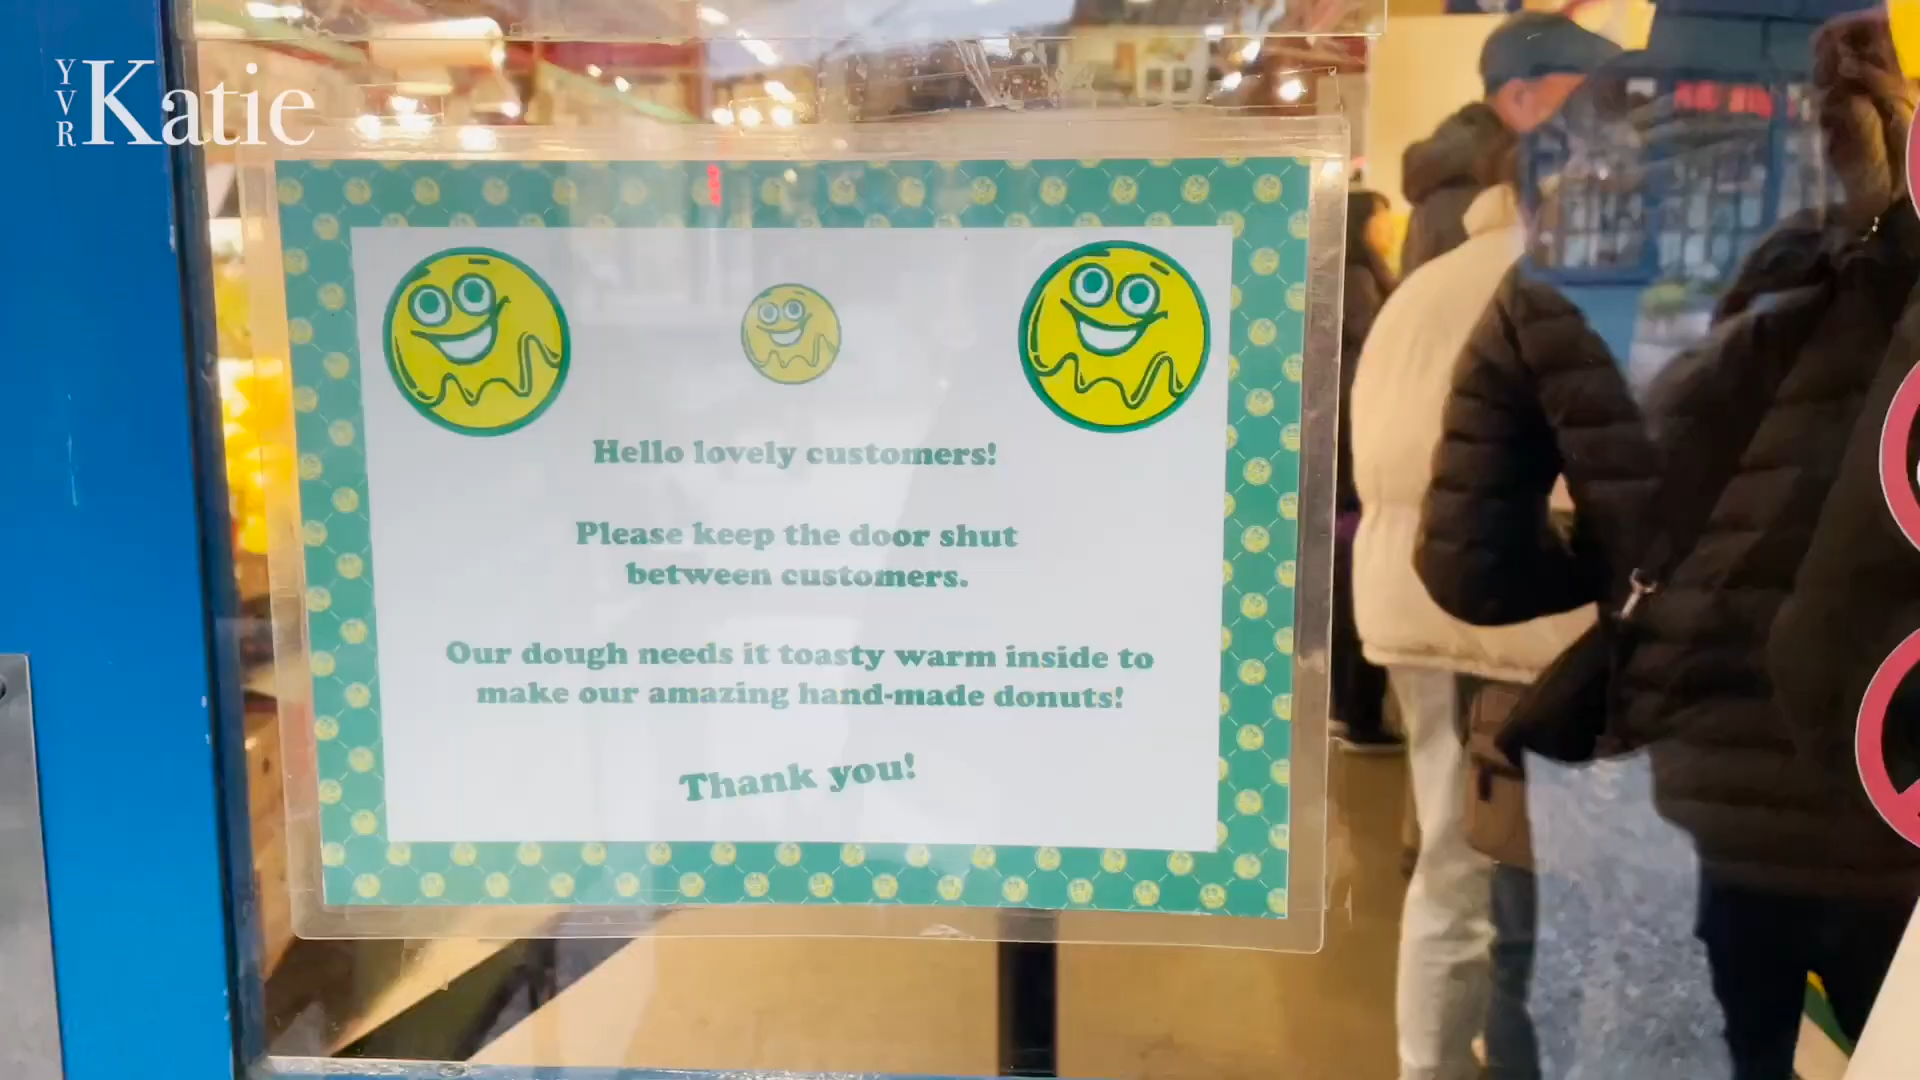 YVR Katie
Hello lovely customers!
Please keep the door shut
between customers.
Our dough needs it toasty warm inside to
make our amazing hand-made donuts!
Thank you!